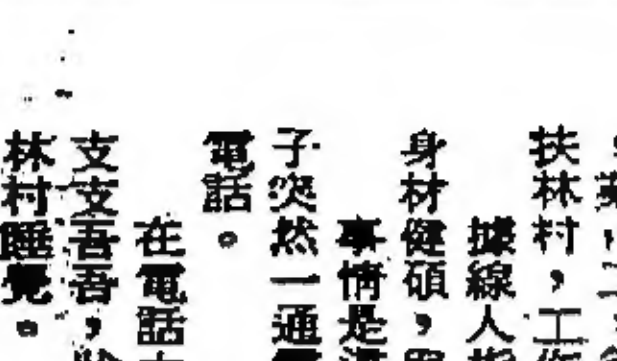 扶林村，工
據線人
身材健碩，
事情是
子突然一通
電話。
在電話
支支吾吾，
林村睡覺。